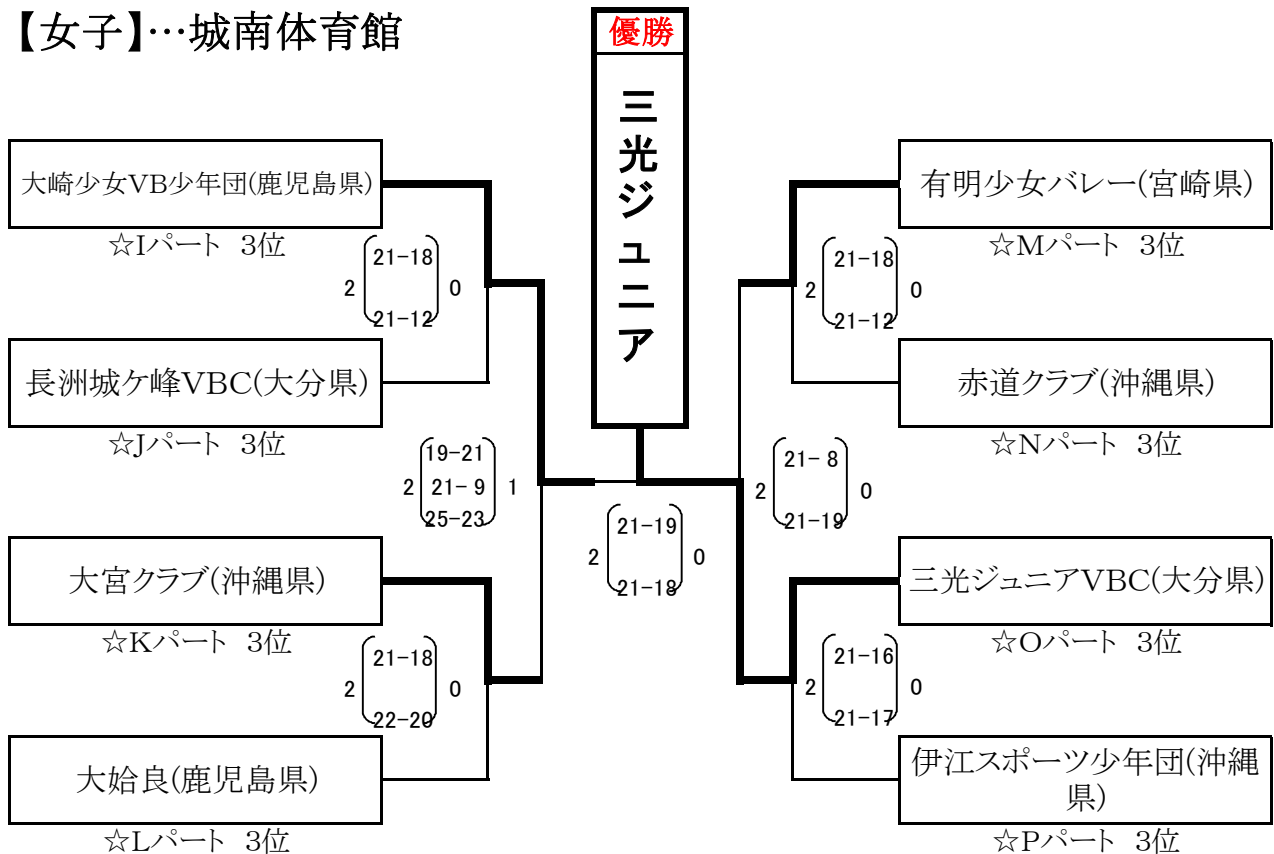 【女子】…城南体育館
優勝
三光ジュニア
大崎少女VB少年団(鹿児島県)
☆Iパート 3位
2 21-18 0
21-12
長洲城ケ峰VBC(大分県)
☆Jパート 3位
19-21
2 21- 9 1
25-23
大宮クラブ(沖縄県)
☆Kパート 3位
2 21-18 0
22-20
大姶良(鹿児島県)
☆Lパート 3位
2 21-19 0
21-18
有明少女バレー(宮崎県)
☆Mパート 3位
2 21-18 0
21-12
赤道クラブ(沖縄県)
☆Nパート 3位
2 21- 8 0
21-19
三光ジュニアVBC(大分県)
☆Oパート 3位
2 21-16 0
21-17
伊江スポーツ少年団(沖縄
県)
☆Pパート 3位